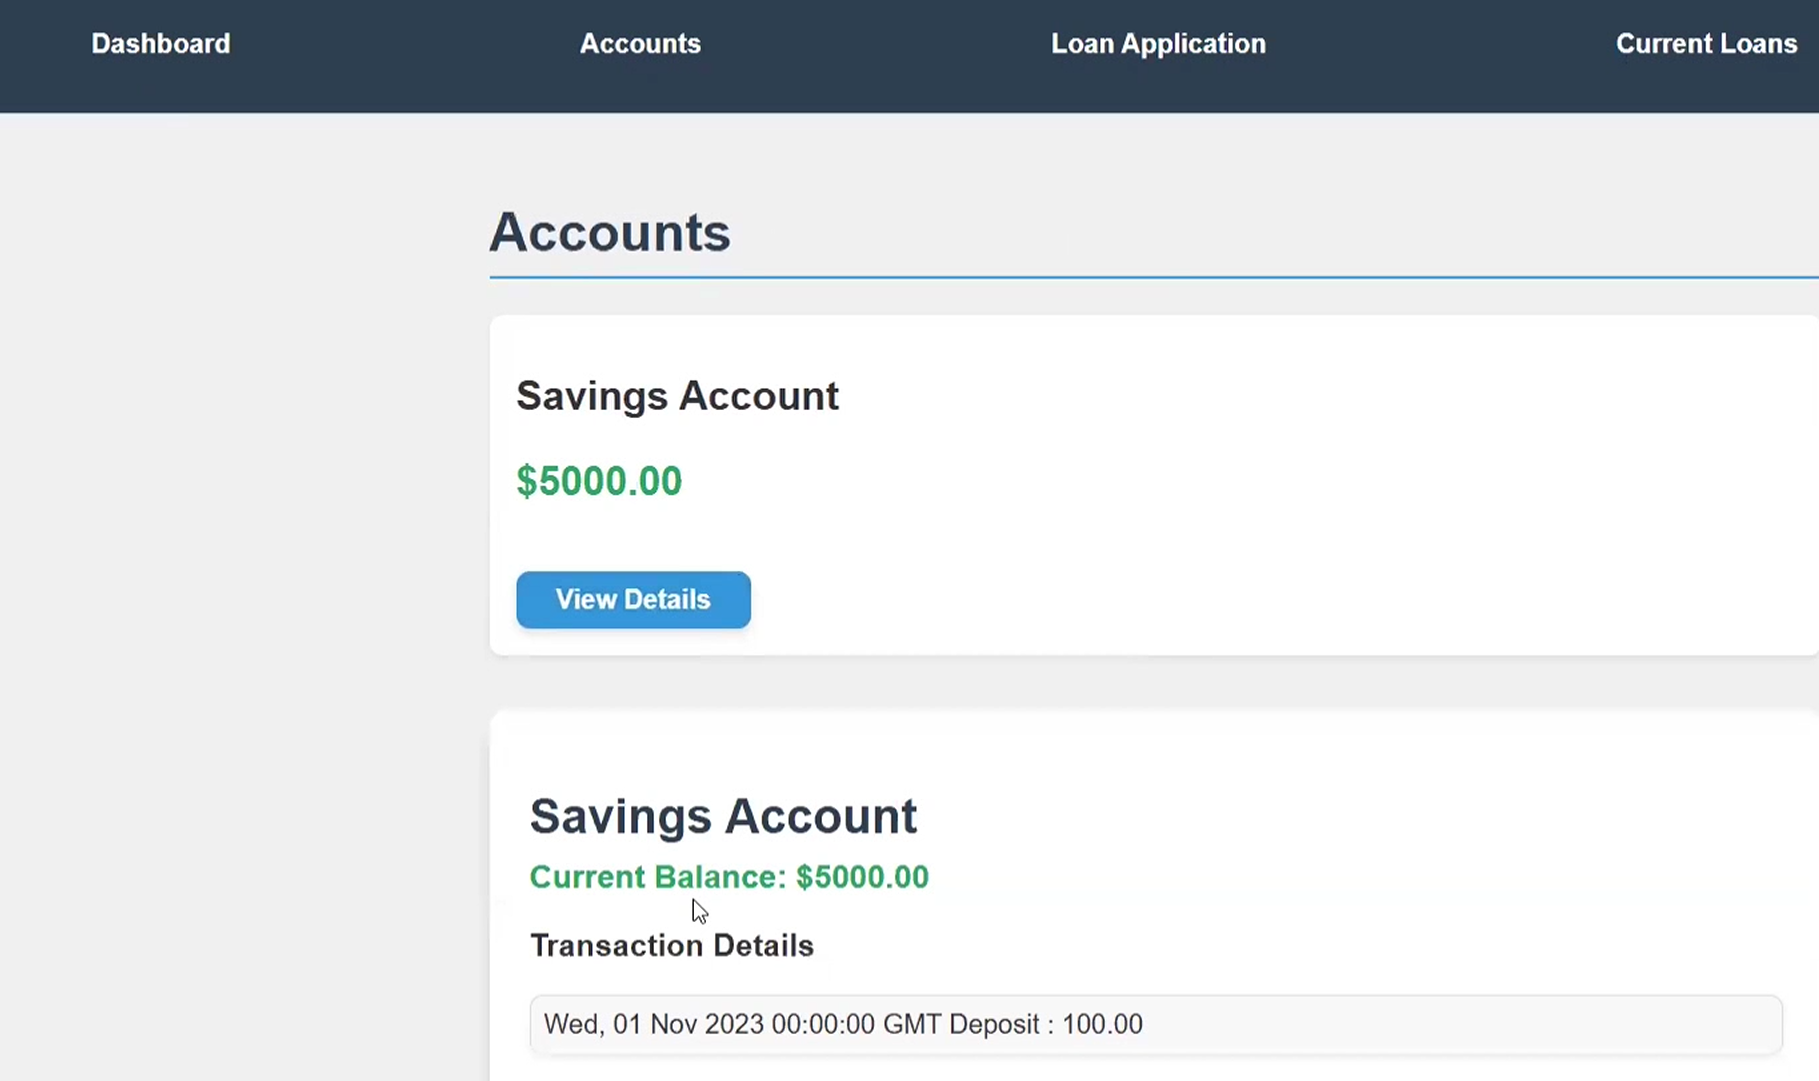 Dashboard Accounts Loan Application Current Loans
Accounts
Savings Account
$5000.00
View Details
Savings Account
Current Balance: $5000.00
Transaction Details
Wed, 01 Nov 2023 00:00:00 GMT Deposit : 100.00